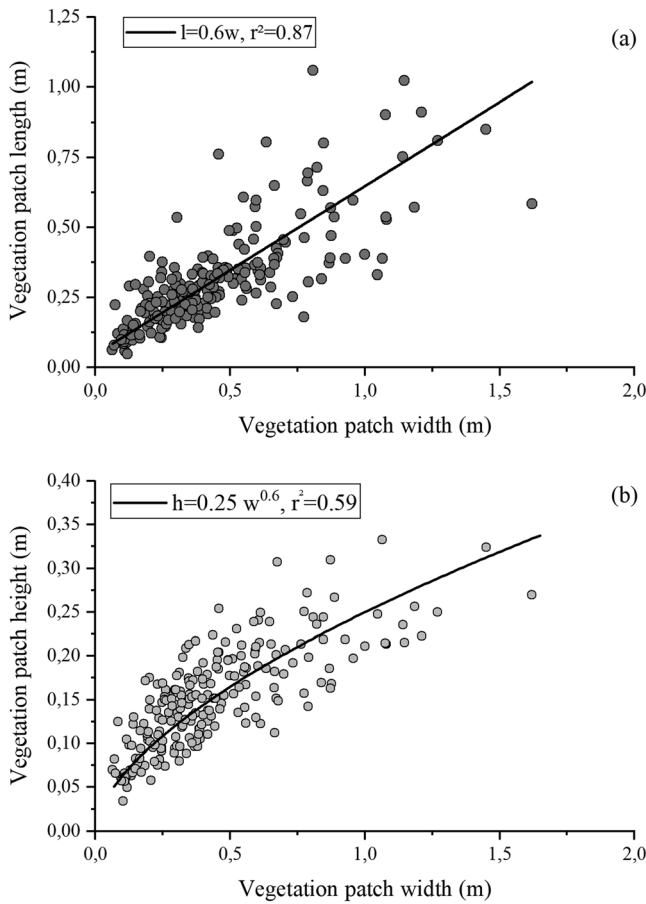 1,25
1,00
0,75
0,50
0,25
0,00
Vegetation patch length (m)
l=0.6w, r²=0.87
(a)
0,0 0,5 1,0 1,5 2,0
Vegetation patch width (m)
0,40
0,35
0,30
0,25
0,20
0,15
0,10
0,05
0,00
Vegetation patch height (m)
h=0.25 w^0.6, r²=0.59
(b)
0,0 0,5 1,0 1,5 2,0
Vegetation patch width (m)